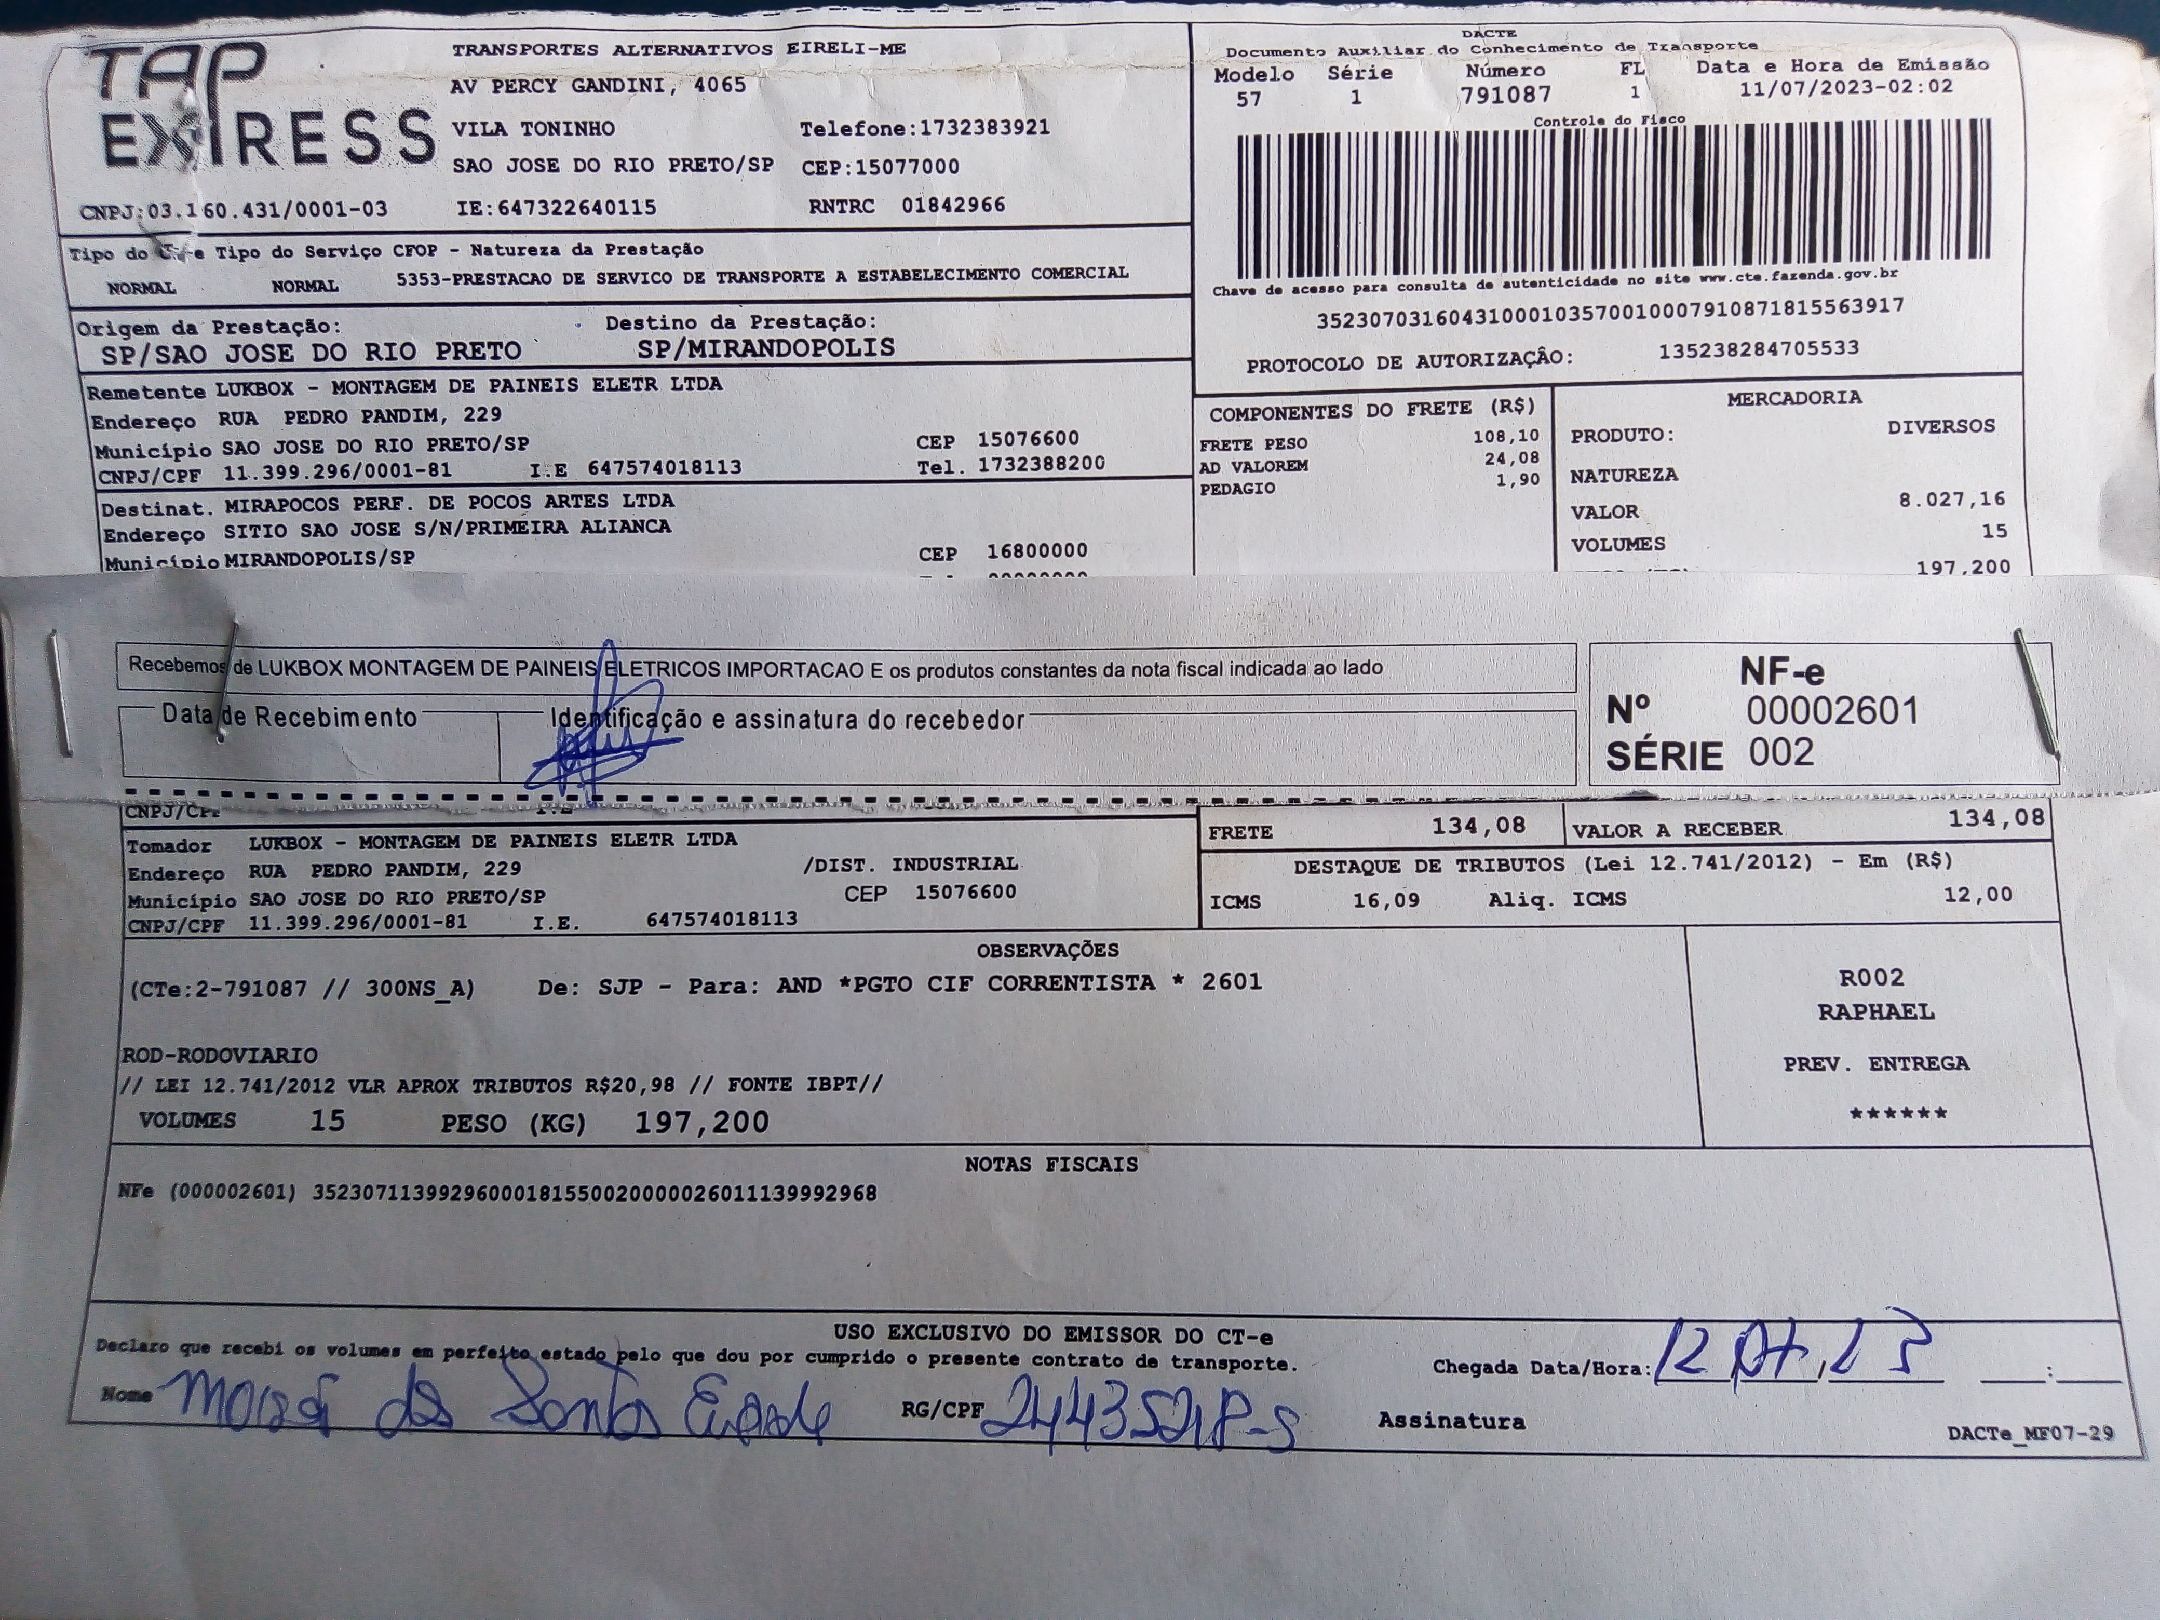 TAP EXPRESS
TRANSPORTES ALTERNATIVOS EIRELI-ME
AV PERCY GANDINI, 4065
VILA TONINHO Telefone:1732383921
SAO JOSE DO RIO PRETO/SP CEP:15077000
CNPJ:03.160.431/0001-03 IE:647322640115 RNTRC 01842966
Tipo do Tipo do Serviço CFOP - Natureza da Prestação
NORMAL NORMAL 5353-PRESTACAO DE SERVICO DE TRANSPORTE A ESTABELECIMENTO COMERCIAL
Origem da Prestação: Destino da Prestação:
SP/SAO JOSE DO RIO PRETO SP/MIRANDOPOLIS
Remetente LUKBOX - MONTAGEM DE PAINEIS ELETR LTDA
Endereço RUA PEDRO PANDIM, 229
Município SAO JOSE DO RIO PRETO/SP CEP 15076600
CNPJ/CPF 11.399.296/0001-81 I.E 647574018113 Tel. 1732388200
Destinat. MIRAPOCOS PERF. DE POCOS ARTES LTDA
Endereço SITIO SAO JOSE S/N/PRIMEIRA ALIANCA
Município MIRANDOPOLIS/SP CEP 16800000
DACTE
Documento Auxiliar do Conhecimento de Transporte
Modelo Série Número FL Data e Hora de Emissão
57 1 791087 1 11/07/2023-02:02
Controle do Fisco
Chave de acesso para consulta de autenticidade no site www.cte.fazenda.gov.br
35230703160431000103570010007910871815563917
PROTOCOLO DE AUTORIZAÇÂO: 135238284705533
COMPONENTES DO FRETE (R$)
FRETE PESO 108,10
AD VALOREM 24,08
PEDAGIO 1,90
MERCADORIA
PRODUTO: DIVERSOS
NATUREZA
VALOR 8.027,16
VOLUMES 15
197,200
Recebemos de LUKBOX MONTAGEM DE PAINEIS ELETRICOS IMPORTACAO E os produtos constantes da nota fiscal indicada ao lado
Data de Recebimento Identificação e assinatura do recebedor
NF-e
Nº 00002601
SÉRIE 002
CNPJ/CPF
Tomador LUKBOX - MONTAGEM DE PAINEIS ELETR LTDA
Endereço RUA PEDRO PANDIM, 229 /DIST. INDUSTRIAL
Município SAO JOSE DO RIO PRETO/SP CEP 15076600
CNPJ/CPF 11.399.296/0001-81 I.E. 647574018113
FRETE 134,08 VALOR A RECEBER 134,08
DESTAQUE DE TRIBUTOS (Lei 12.741/2012) - Em (R$)
ICMS 16,09 Aliq. ICMS 12,00
OBSERVAÇÕES
(CTe:2-791087 // 300NS_A) De: SJP - Para: AND *PGTO CIF CORRENTISTA * 2601
ROD-RODOVIARIO
// LEI 12.741/2012 VLR APROX TRIBUTOS R$20,98 // FONTE IBPT//
VOLUMES 15 PESO (KG) 197,200
R002
RAPHAEL
PREV. ENTREGA
******
NOTAS FISCAIS
NFe (000002601) 35230711399296000181550020000026011139992968
USO EXCLUSIVO DO EMISSOR DO CT-e
Declaro que recebi os volumes em perfeito estado pelo que dou por cumprido o presente contrato de transporte.
Chegada Data/Hora: 12 07 23 :
Nome dos Santos RG/CPF Assinatura
DACTe_MF07-29